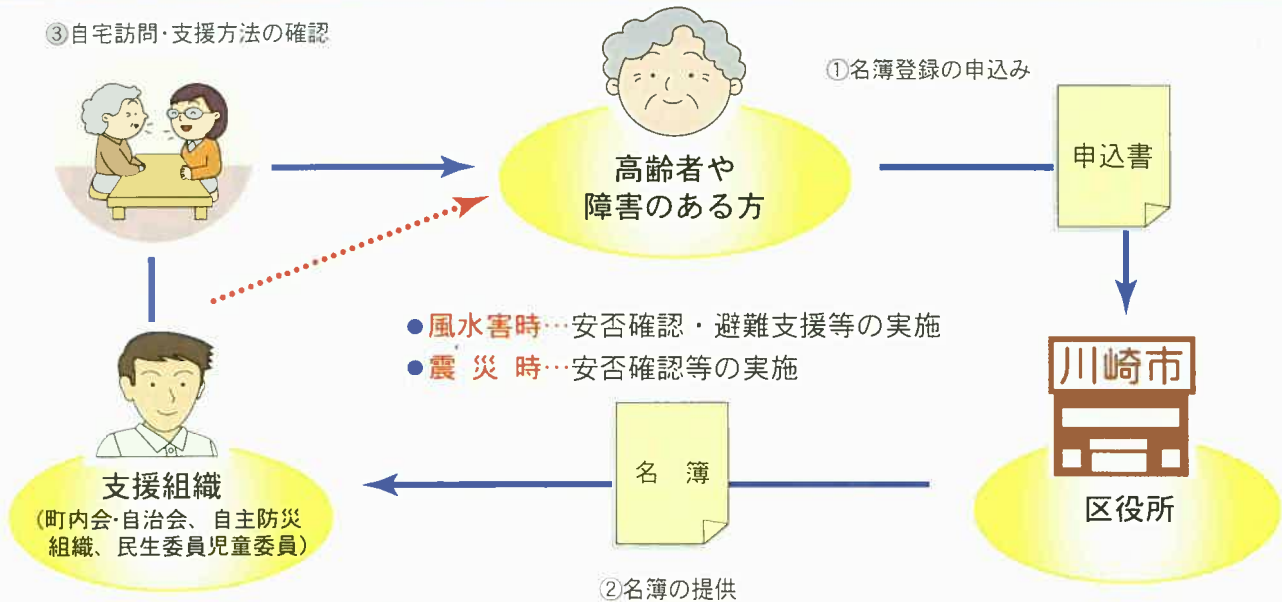 ③自宅訪問・支援方法の確認
①名簿登録の申込み
高齢者や
障害のある方
申込書
●風水害時…安否確認・避難支援等の実施
●震災時…安否確認等の実施
川崎市
区役所
名簿
支援組織
(町内会・自治会、自主防災
組織、民生委員児童委員)
②名簿の提供